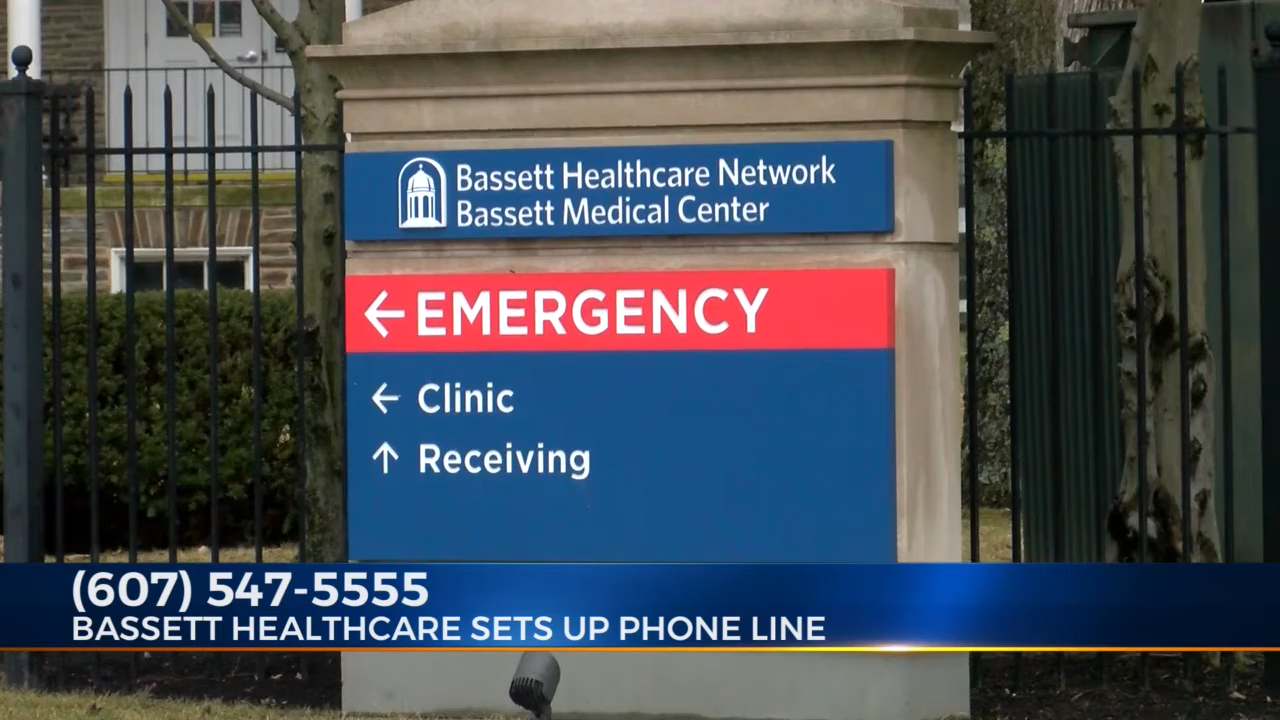 Bassett Healthcare Network
Bassett Medical Center
←EMERGENCY
← Clinic
↑ Receiving
(607) 547-5555
BASSETT HEALTHCARE SETS UP PHONE LINE